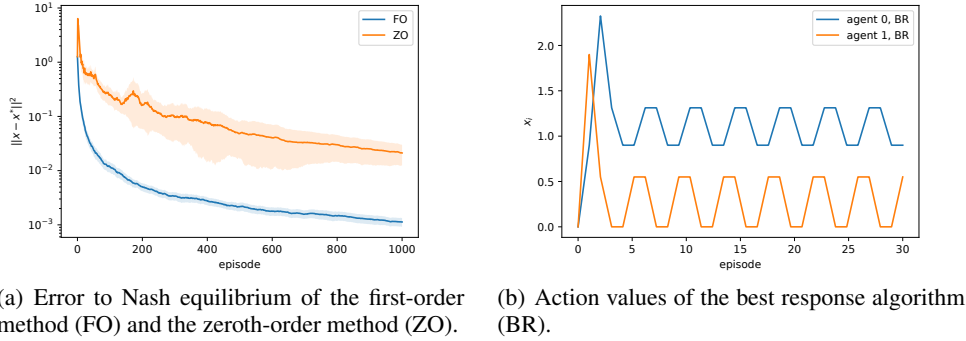 10¹
10⁰
10⁻¹
10⁻²
10⁻³
||x − x*||²
0 200 400 600 800 1000
episode
FO
ZO
2.0
1.5
1.0
0.5
0.0
xᵢ
0 5 10 15 20 25 30
episode
agent 0, BR
agent 1, BR
(a) Error to Nash equilibrium of the first-order
method (FO) and the zeroth-order method (ZO).
(b) Action values of the best response algorithm
(BR).